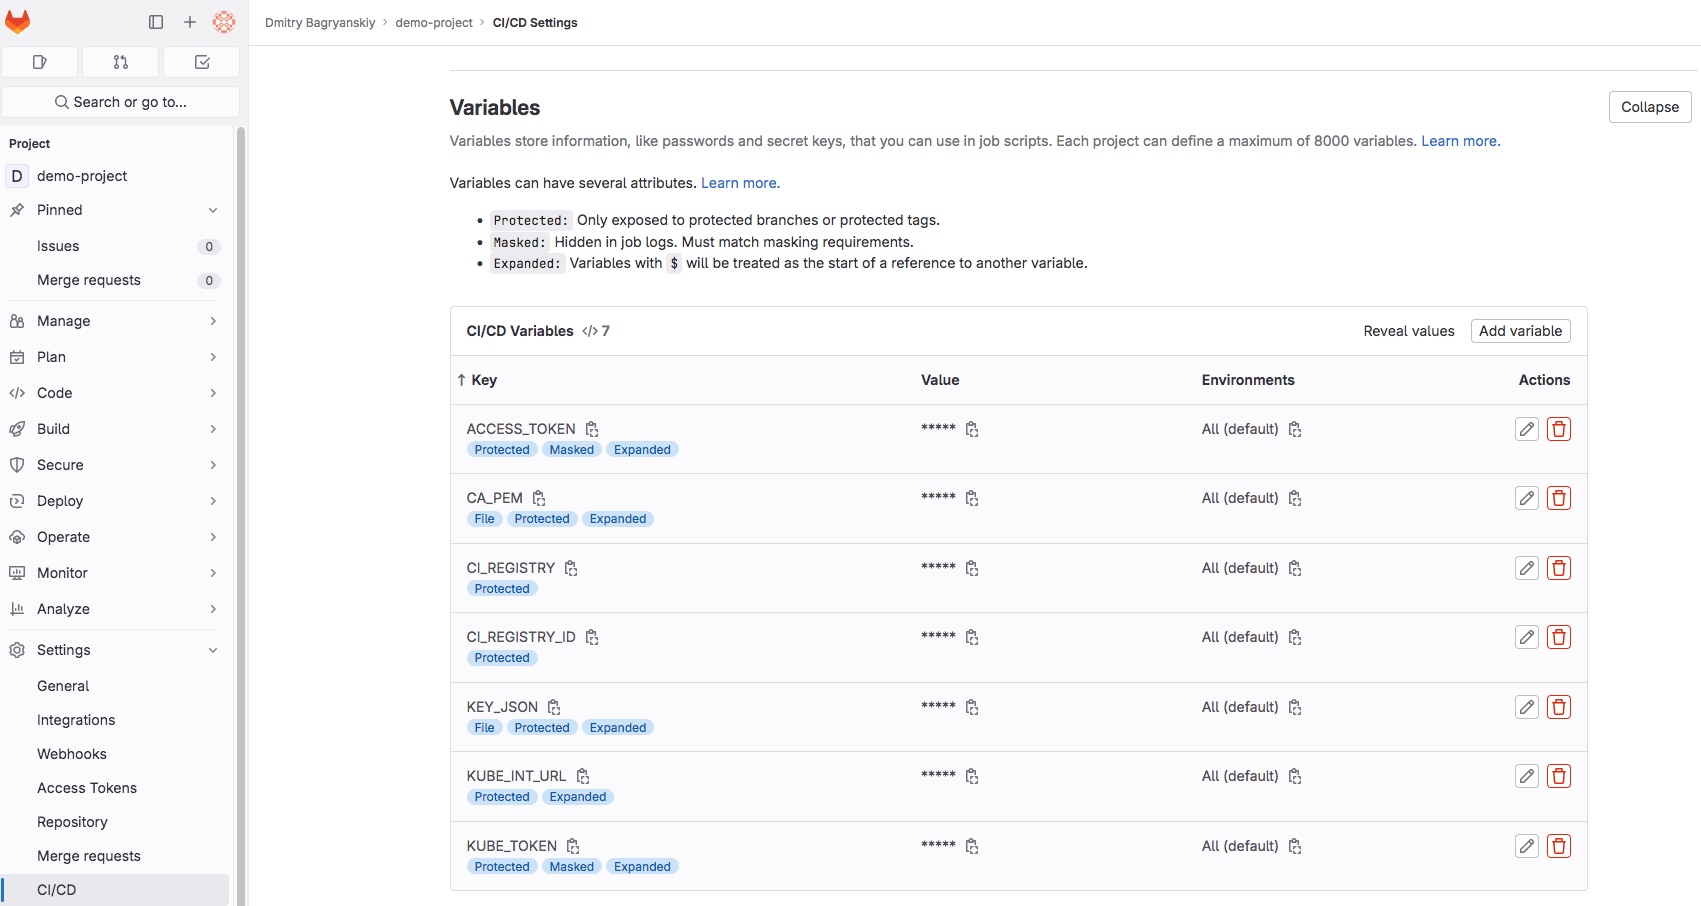 Dmitry Bagryanskiy › demo-project › CI/CD Settings
Search or go to...
Project
D demo-project
Pinned
Issues 0
Merge requests 0
Manage
Plan
Code
Build
Secure
Deploy
Operate
Monitor
Analyze
Settings
General
Integrations
Webhooks
Access Tokens
Repository
Merge requests
CI/CD
Variables
Collapse
Variables store information, like passwords and secret keys, that you can use in job scripts. Each project can define a maximum of 8000 variables. Learn more.
Variables can have several attributes. Learn more.
• Protected: Only exposed to protected branches or protected tags.
• Masked: Hidden in job logs. Must match masking requirements.
• Expanded: Variables with $ will be treated as the start of a reference to another variable.
CI/CD Variables </> 7 Reveal values Add variable
↑ Key Value Environments Actions
ACCESS_TOKEN ***** All (default)
Protected Masked Expanded
CA_PEM ***** All (default)
File Protected Expanded
CI_REGISTRY ***** All (default)
Protected
CI_REGISTRY_ID ***** All (default)
Protected
KEY_JSON ***** All (default)
File Protected Expanded
KUBE_INT_URL ***** All (default)
Protected Expanded
KUBE_TOKEN ***** All (default)
Protected Masked Expanded